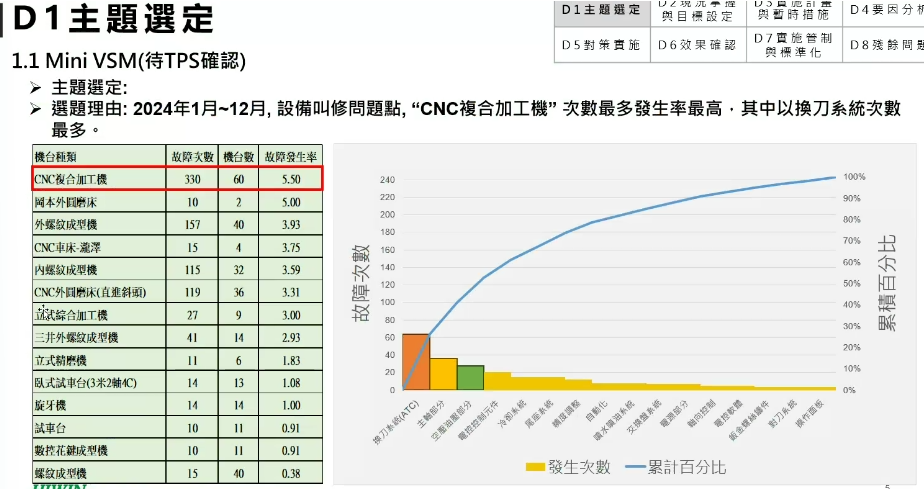 D1主題選定
D1主題選定
D2現況掌握
與目標設定
D3實施計畫
與暫時措施
D4要因分析
D5對策實施
D6效果確認
D7實施管制
與標準化
D8殘餘問題
1.1 Mini VSM(待TPS確認)
➢ 主題選定:
➢ 選題理由: 2024年1月~12月, 設備叫修問題點, “CNC複合加工機” 次數最多發生率最高，其中以換刀系統次數
最多。
機台種類 故障次數 機台數 故障發生率
CNC複合加工機 330 60 5.50
岡本外圓磨床 10 2 5.00
外螺紋成型機 157 40 3.93
CNC車床-瀧澤 15 4 3.75
內螺紋成型機 115 32 3.59
CNC外圓磨床(直進斜頭) 119 36 3.31
立式綜合加工機 27 9 3.00
三井外螺紋成型機 41 14 2.93
立式精磨機 11 6 1.83
臥式試車台(3米2軸4C) 14 13 1.08
旋牙機 14 14 1.00
試車台 10 11 0.91
數控花鍵成型機 10 11 0.91
螺紋成型機 15 40 0.38
故障次數
240
220
200
180
160
140
120
100
80
60
40
20
0
100%
90%
80%
70%
60%
50%
40%
30%
20%
10%
0%
累積百分比
換刀系統(ATC)
主軸部分
空壓油壓部分
電控控制元件
冷卻系統
尾座系統
精度調整
自動化
噴水噴油系統
交換盤系統
電源部分
軸向控制
電控軟體
鈑金螺絲鐵件
對刀系統
操作面板
發生次數
累計百分比
HIWIN
5